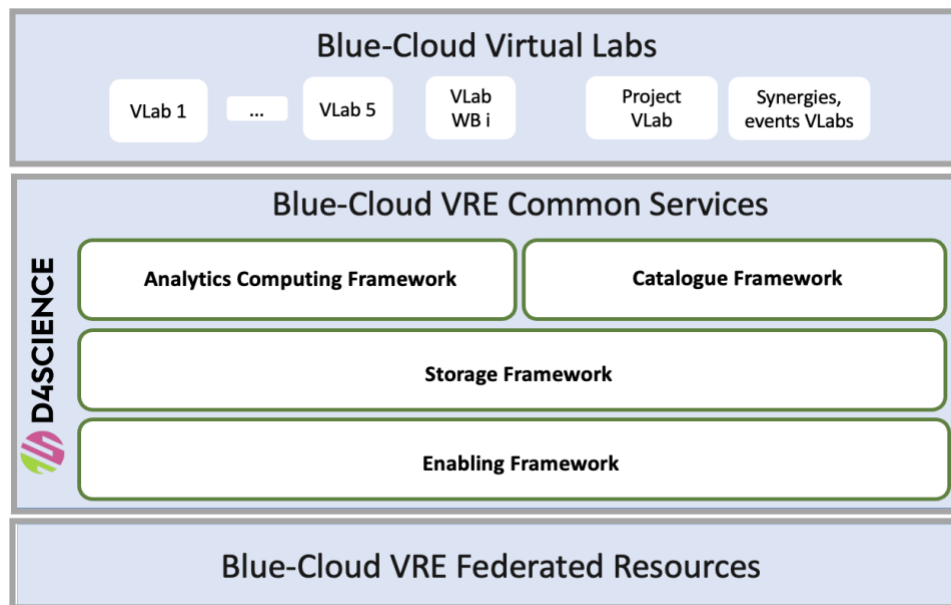 Blue-Cloud Virtual Labs
VLab 1
...
VLab 5
VLab
WB i
Project
VLab
Synergies,
events VLabs
Blue-Cloud VRE Common Services
D4SCIENCE
Analytics Computing Framework
Catalogue Framework
Storage Framework
Enabling Framework
Blue-Cloud VRE Federated Resources